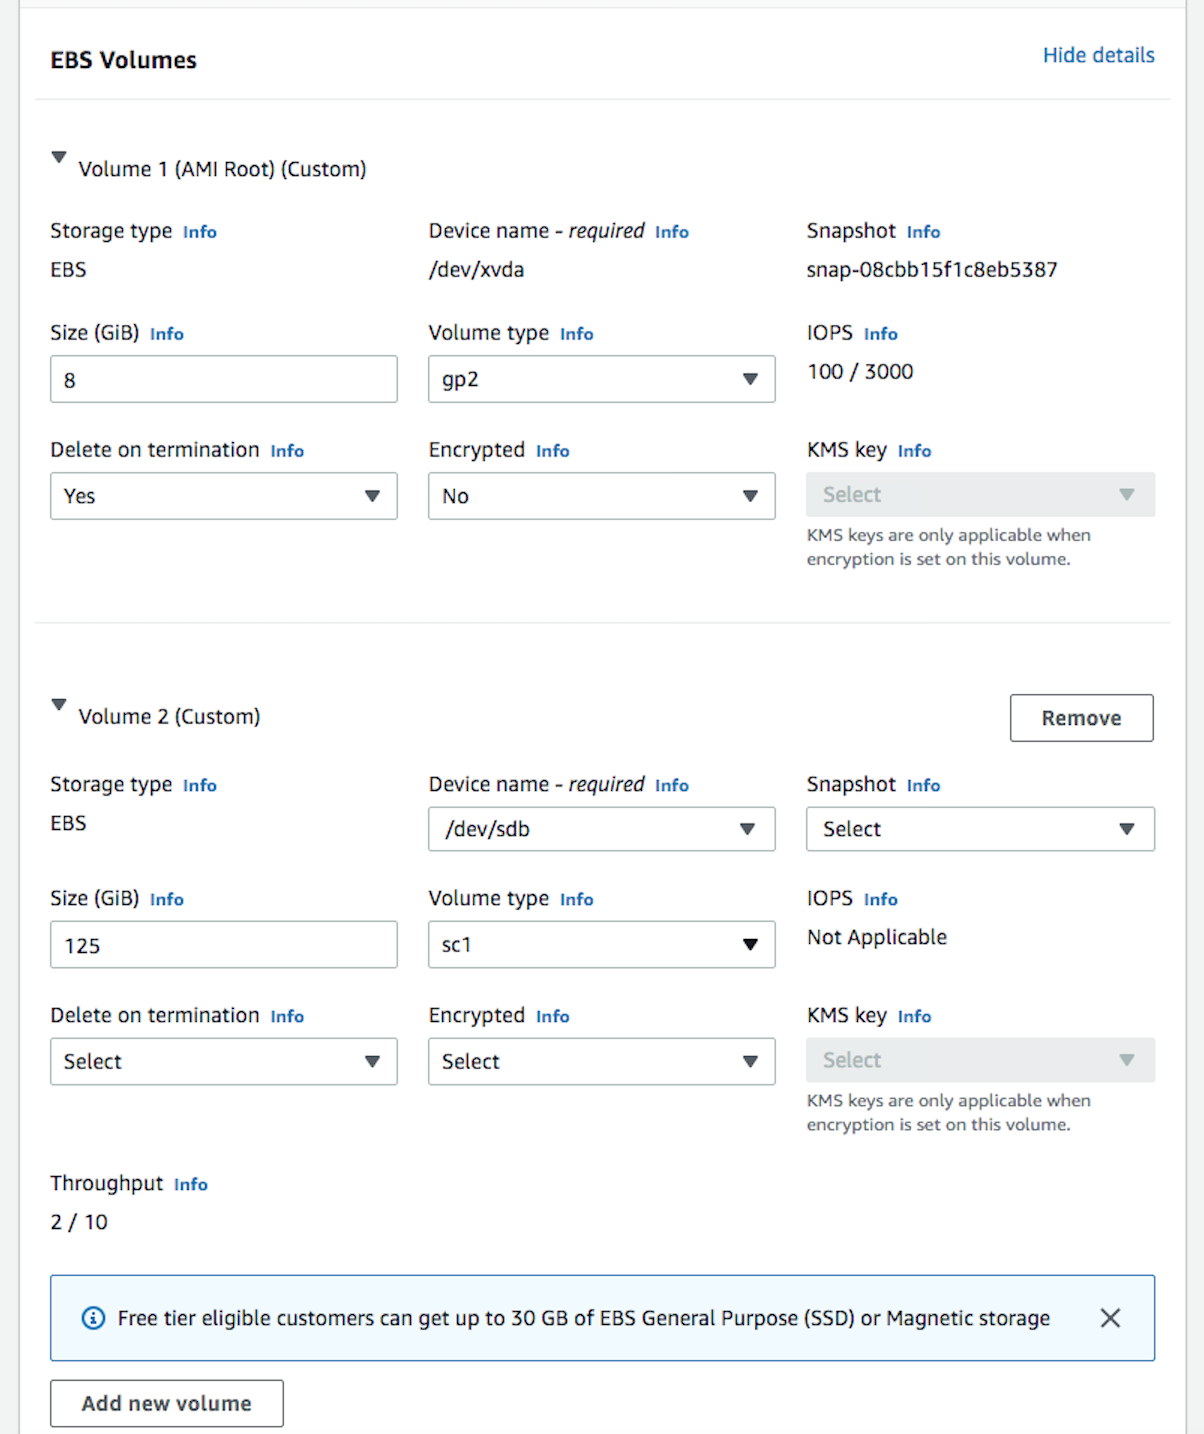 EBS Volumes
Hide details
Volume 1 (AMI Root) (Custom)
Storage type Info
Device name - required Info
Snapshot Info
EBS
/dev/xvda
snap-08cbb15f1c8eb5387
Size (GiB) Info
Volume type Info
IOPS Info
8
gp2
100 / 3000
Delete on termination Info
Encrypted Info
KMS key Info
Yes
No
Select
KMS keys are only applicable when
encryption is set on this volume.
Volume 2 (Custom)
Remove
Storage type Info
Device name - required Info
Snapshot Info
EBS
/dev/sdb
Select
Size (GiB) Info
Volume type Info
IOPS Info
125
sc1
Not Applicable
Delete on termination Info
Encrypted Info
KMS key Info
Select
Select
Select
KMS keys are only applicable when
encryption is set on this volume.
Throughput Info
2 / 10
Free tier eligible customers can get up to 30 GB of EBS General Purpose (SSD) or Magnetic storage
Add new volume